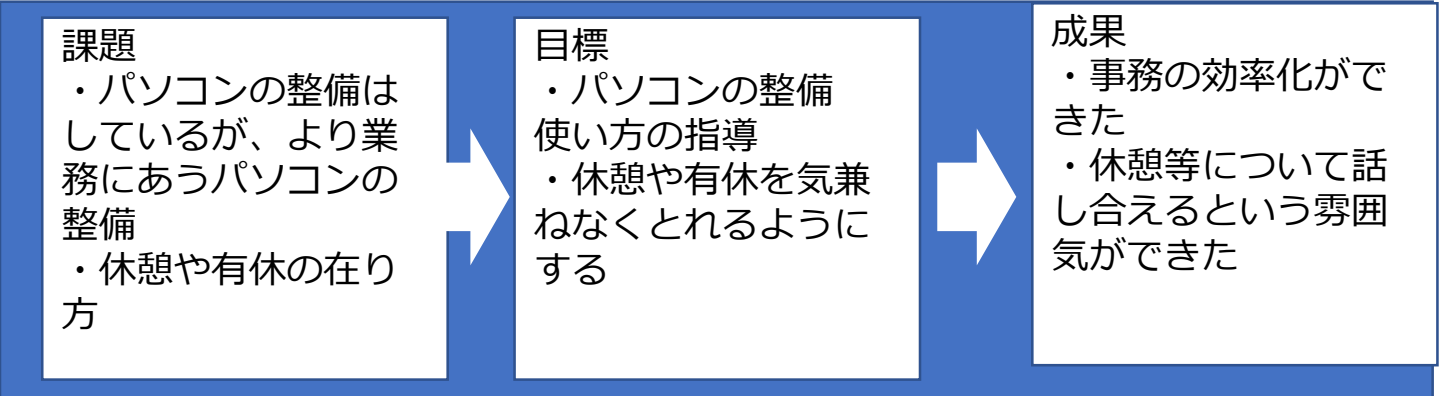 課題
・パソコンの整備は
しているが、より業
務にあうパソコンの
整備
・休憩や有休の在り
方
目標
・パソコンの整備
使い方の指導
・休憩や有休を気兼
ねなくとれるように
する
成果
・事務の効率化がで
きた
・休憩等について話
し合えるという雰囲
気ができた